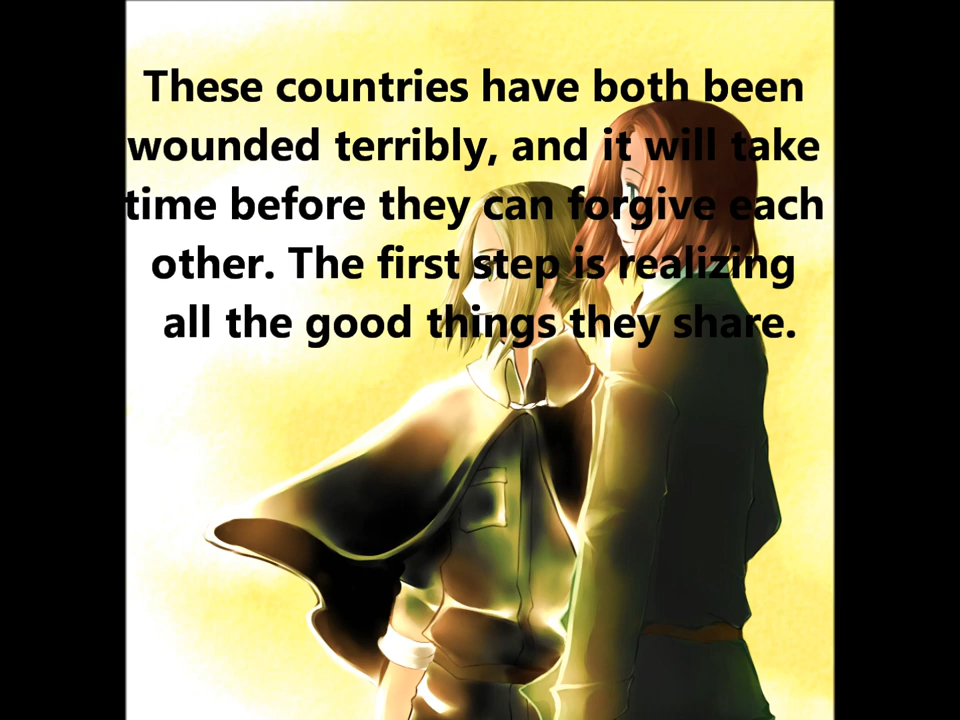 These countries have both been
wounded terribly, and it will take
time before they can forgive each
other. The first step is realizing
all the good things they share.